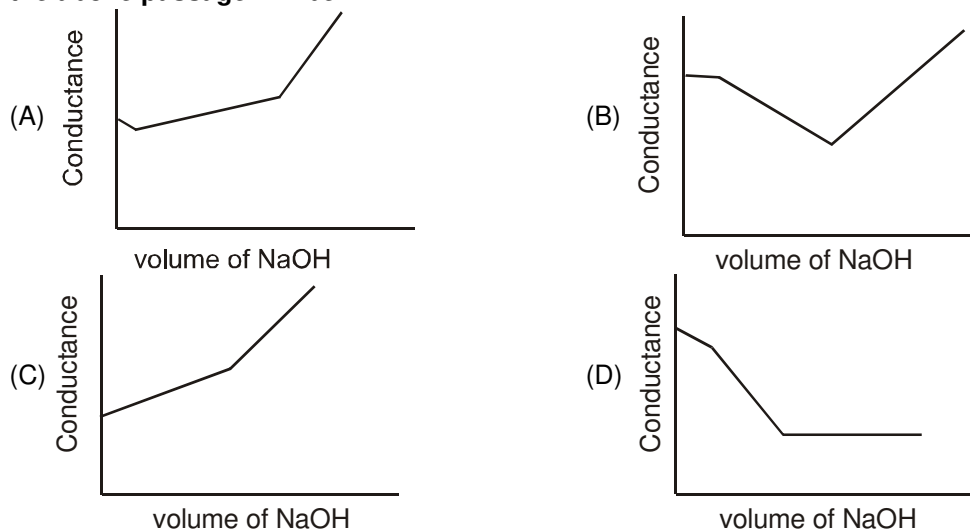 (A)
Conductance
volume of NaOH
(B)
Conductance
volume of NaOH
(C)
Conductance
volume of NaOH
(D)
Conductance
volume of NaOH